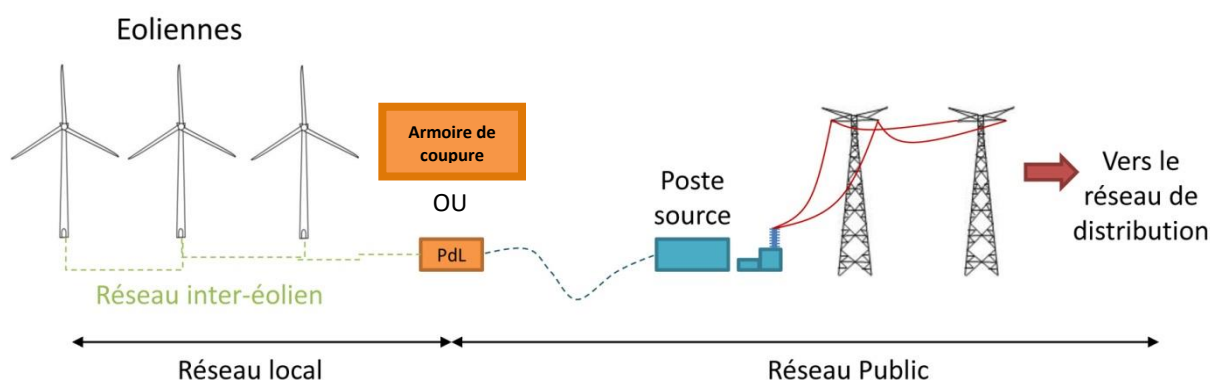 Eoliennes
Armoire de
coupure
OU
PdL
Réseau inter-éolien
Poste
source
Vers le
réseau de
distribution
Réseau local
Réseau Public